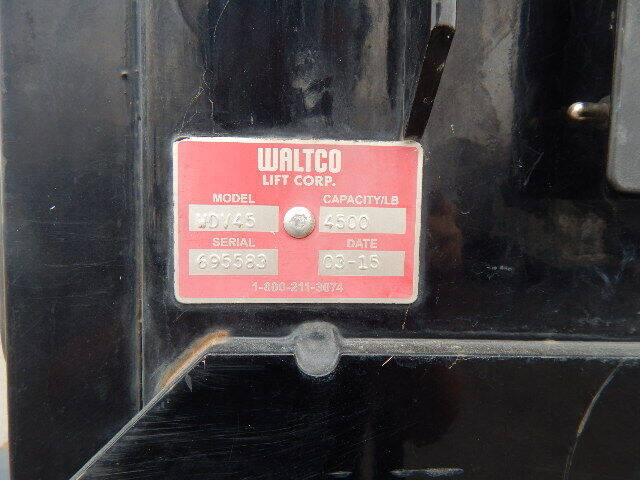 WALTCO
LIFT CORP.
MODEL CAPACITY/LB
WDV45 4500
SERIAL DATE
695583 03-15
1-800-211-3074